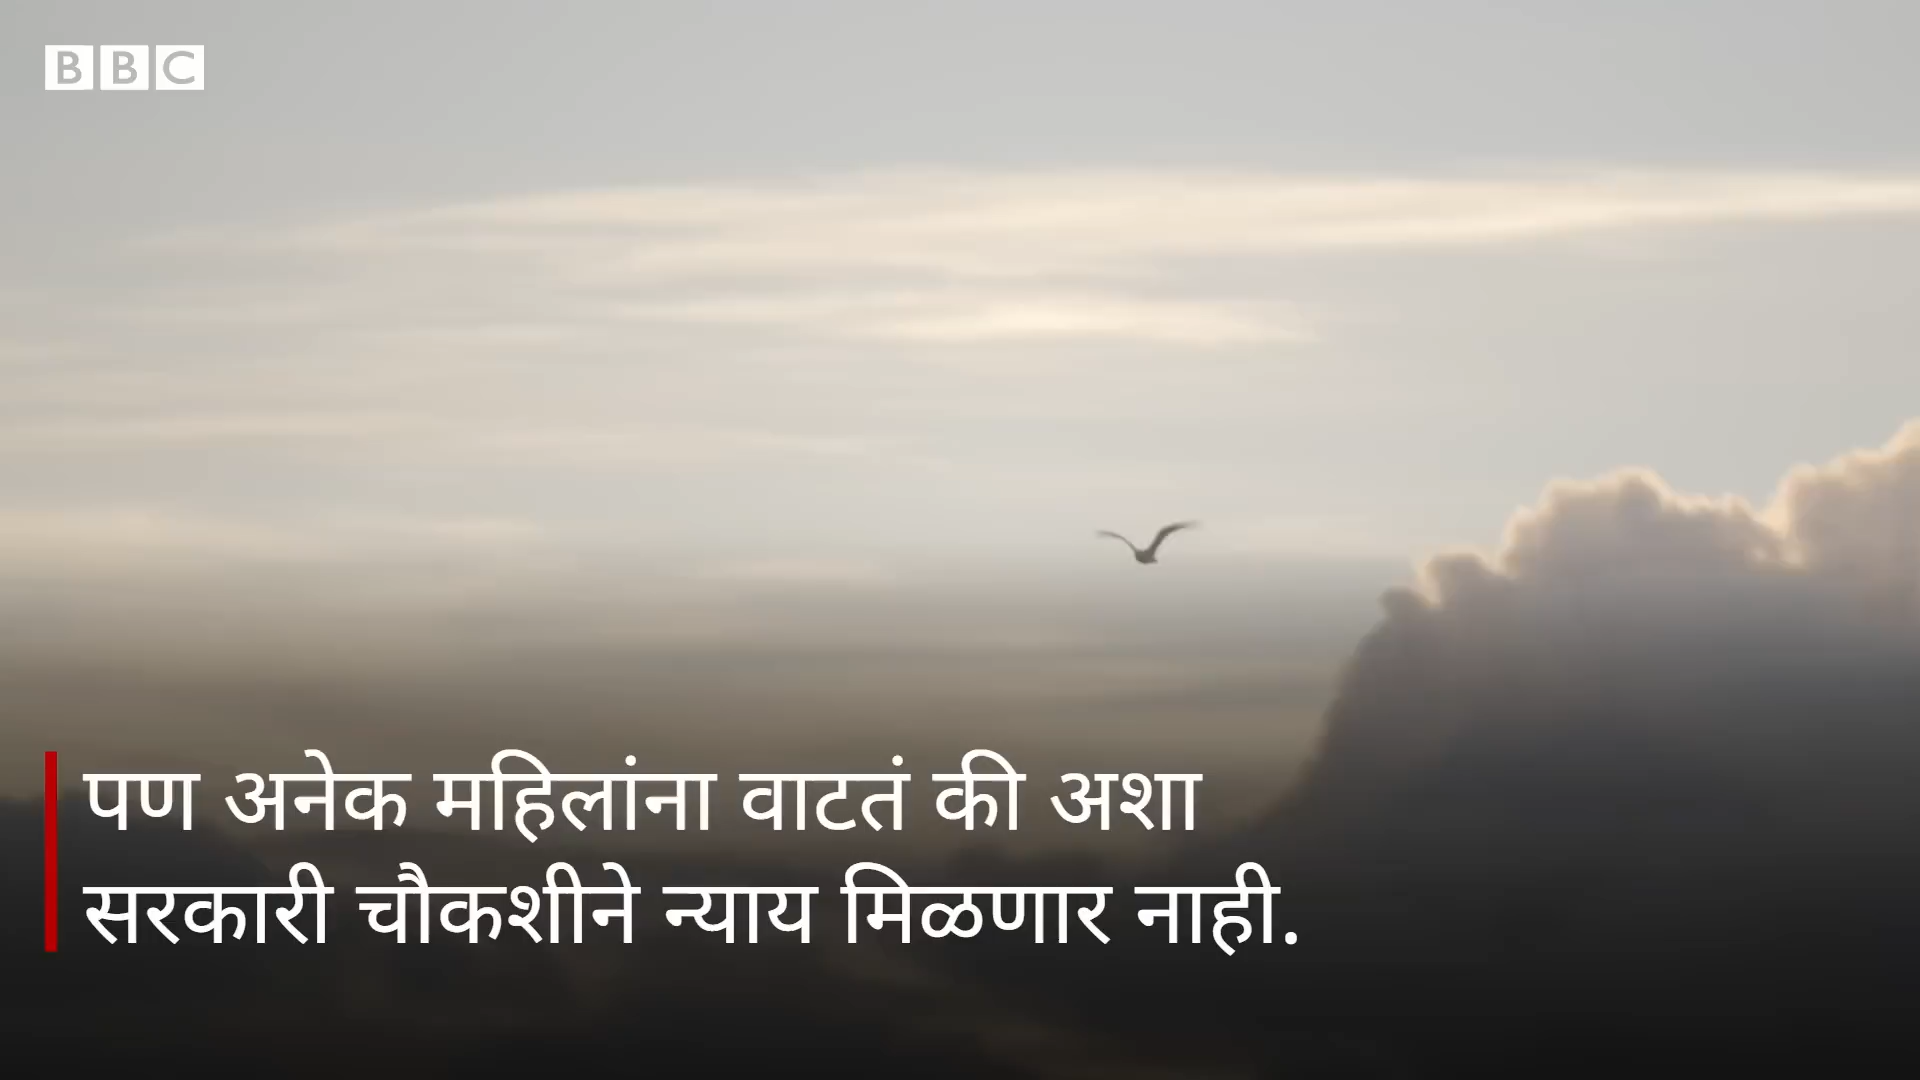 BBC
पण अनेक महिलांना वाटतं की अशा
सरकारी चौकशीने न्याय मिळणार नाही.